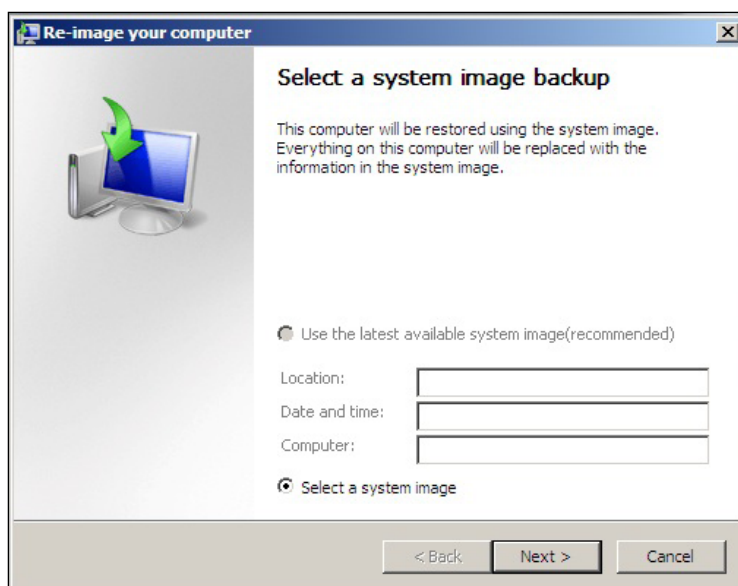 Re-image your computer
Select a system image backup
This computer will be restored using the system image.
Everything on this computer will be replaced with the
information in the system image.
Use the latest available system image(recommended)
Location:
Date and time:
Computer:
Select a system image
< Back Next > Cancel